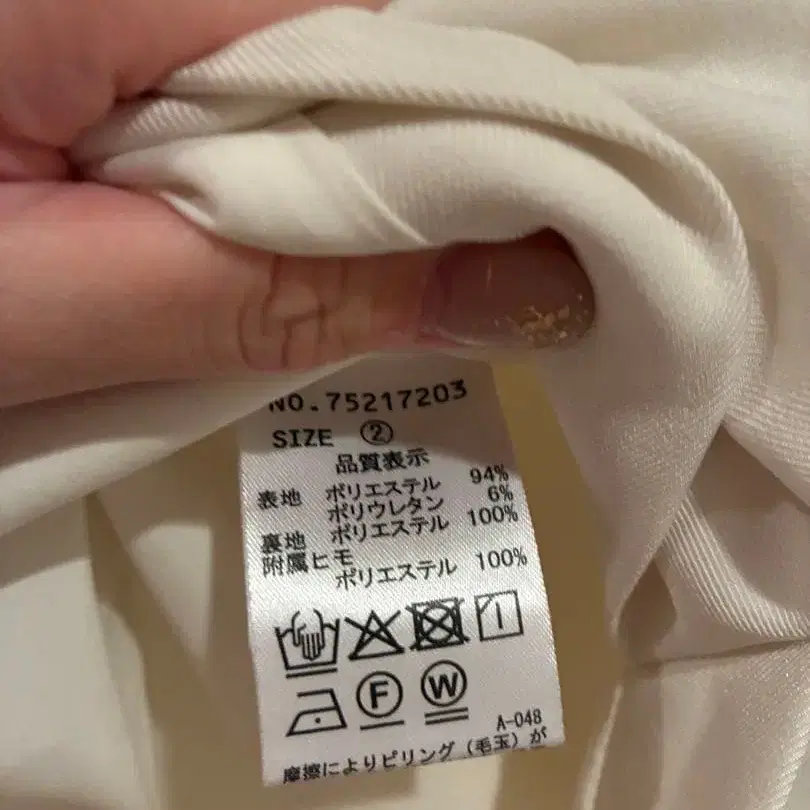 NO.75217203
SIZE ②
品質表示
表地 ポリエステル 94%
ポリウレタン 6%
裏地 ポリエステル 100%
附属ヒモ
ポリエステル 100%
F W
A-048
摩擦によりピリング(毛玉)が